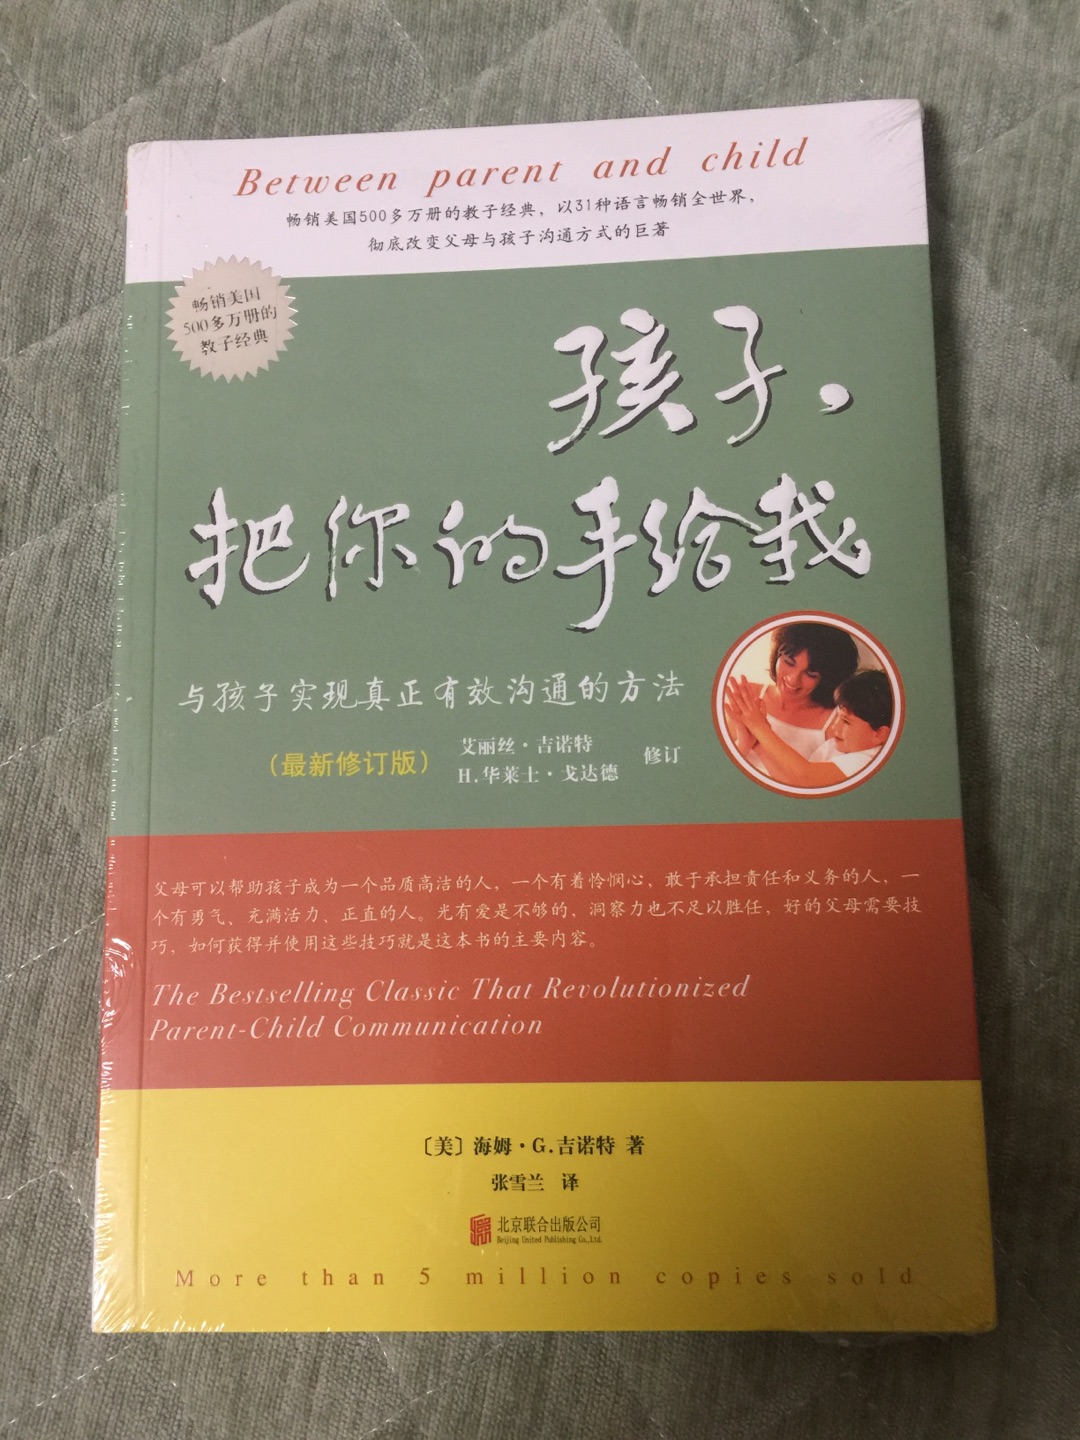 Between parent and child
畅销美国500多万册的教子经典，以31种语言畅销全世界，
彻底改变父母与孩子沟通方式的巨著
畅销美国
500多万册的
教子经典
孩子，
把你的手给我
与孩子实现真正有效沟通的方法
（最新修订版）
艾丽丝·吉诺特
H.华莱士·戈达德
修订
父母可以帮助孩子成为一个品质高洁的人，一个有着怜悯心，敢于承担责任和义务的人，一
个有勇气、充满活力、正直的人。光有爱是不够的，洞察力也不足以胜任，好的父母需要技
巧，如何获得并使用这些技巧就是这本书的主要内容。
The Bestselling Classic That Revolutionized
Parent-Child Communication
〔美〕海姆·G.吉诺特 著
张雪兰 译
北京联合出版公司
Beijing United Publishing Co.,Ltd.
More than 5 million copies sold